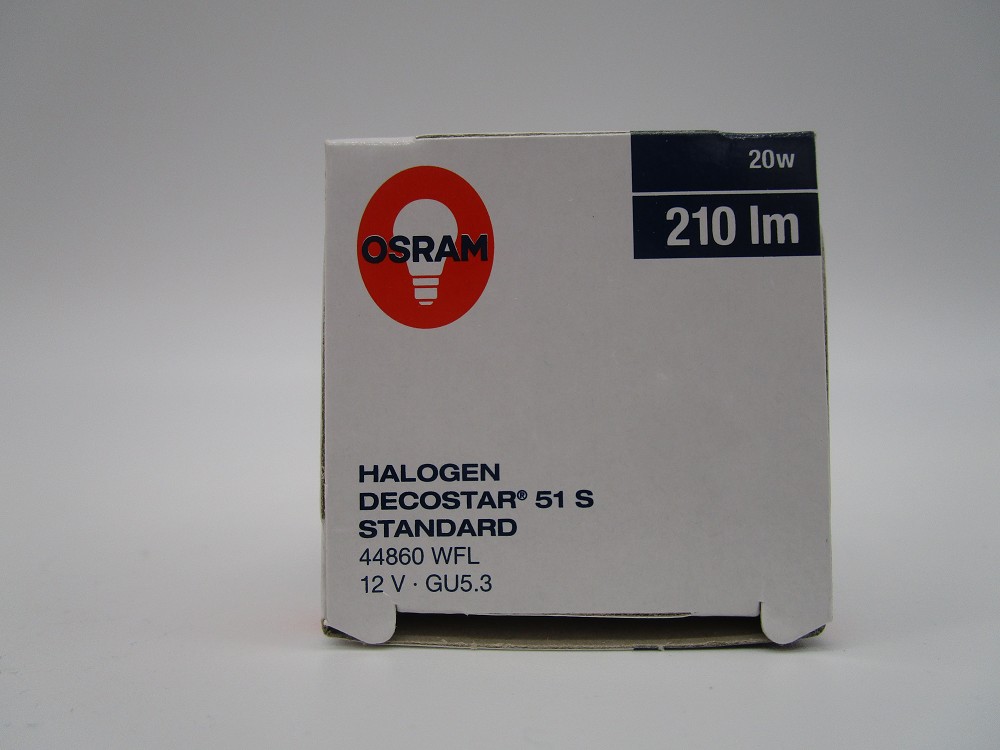 OSRAM
20w
210 lm
HALOGEN
DECOSTAR® 51 S
STANDARD
44860 WFL
12 V · GU5.3